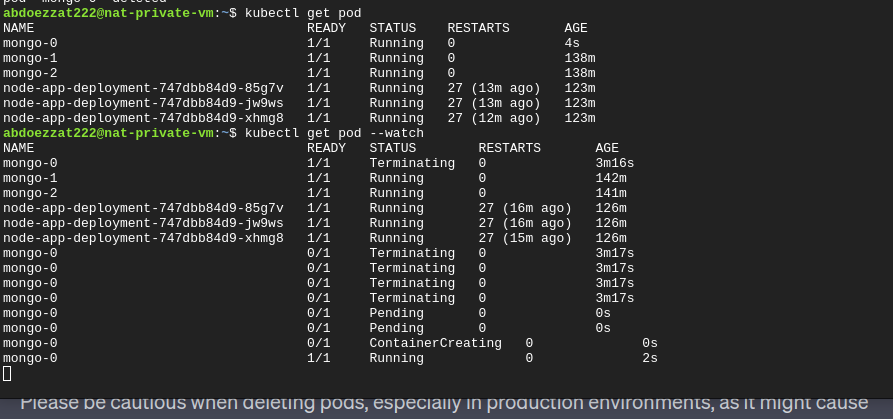 abdoezzat222@nat-private-vm:~$ kubectl get pod
NAME READY STATUS RESTARTS AGE
mongo-0 1/1 Running 0 4s
mongo-1 1/1 Running 0 138m
mongo-2 1/1 Running 0 138m
node-app-deployment-747dbb84d9-85g7v 1/1 Running 27 (13m ago) 123m
node-app-deployment-747dbb84d9-jw9ws 1/1 Running 27 (13m ago) 123m
node-app-deployment-747dbb84d9-xhmg8 1/1 Running 27 (12m ago) 123m
abdoezzat222@nat-private-vm:~$ kubectl get pod --watch
NAME READY STATUS RESTARTS AGE
mongo-0 1/1 Terminating 0 3m16s
mongo-1 1/1 Running 0 142m
mongo-2 1/1 Running 0 141m
node-app-deployment-747dbb84d9-85g7v 1/1 Running 27 (16m ago) 126m
node-app-deployment-747dbb84d9-jw9ws 1/1 Running 27 (16m ago) 126m
node-app-deployment-747dbb84d9-xhmg8 1/1 Running 27 (15m ago) 126m
mongo-0 0/1 Terminating 0 3m17s
mongo-0 0/1 Terminating 0 3m17s
mongo-0 0/1 Terminating 0 3m17s
mongo-0 0/1 Terminating 0 3m17s
mongo-0 0/1 Pending 0 0s
mongo-0 0/1 Pending 0 0s
mongo-0 0/1 ContainerCreating 0 0s
mongo-0 1/1 Running 0 2s
Please be cautious when deleting pods, especially in production environments, as it might cause